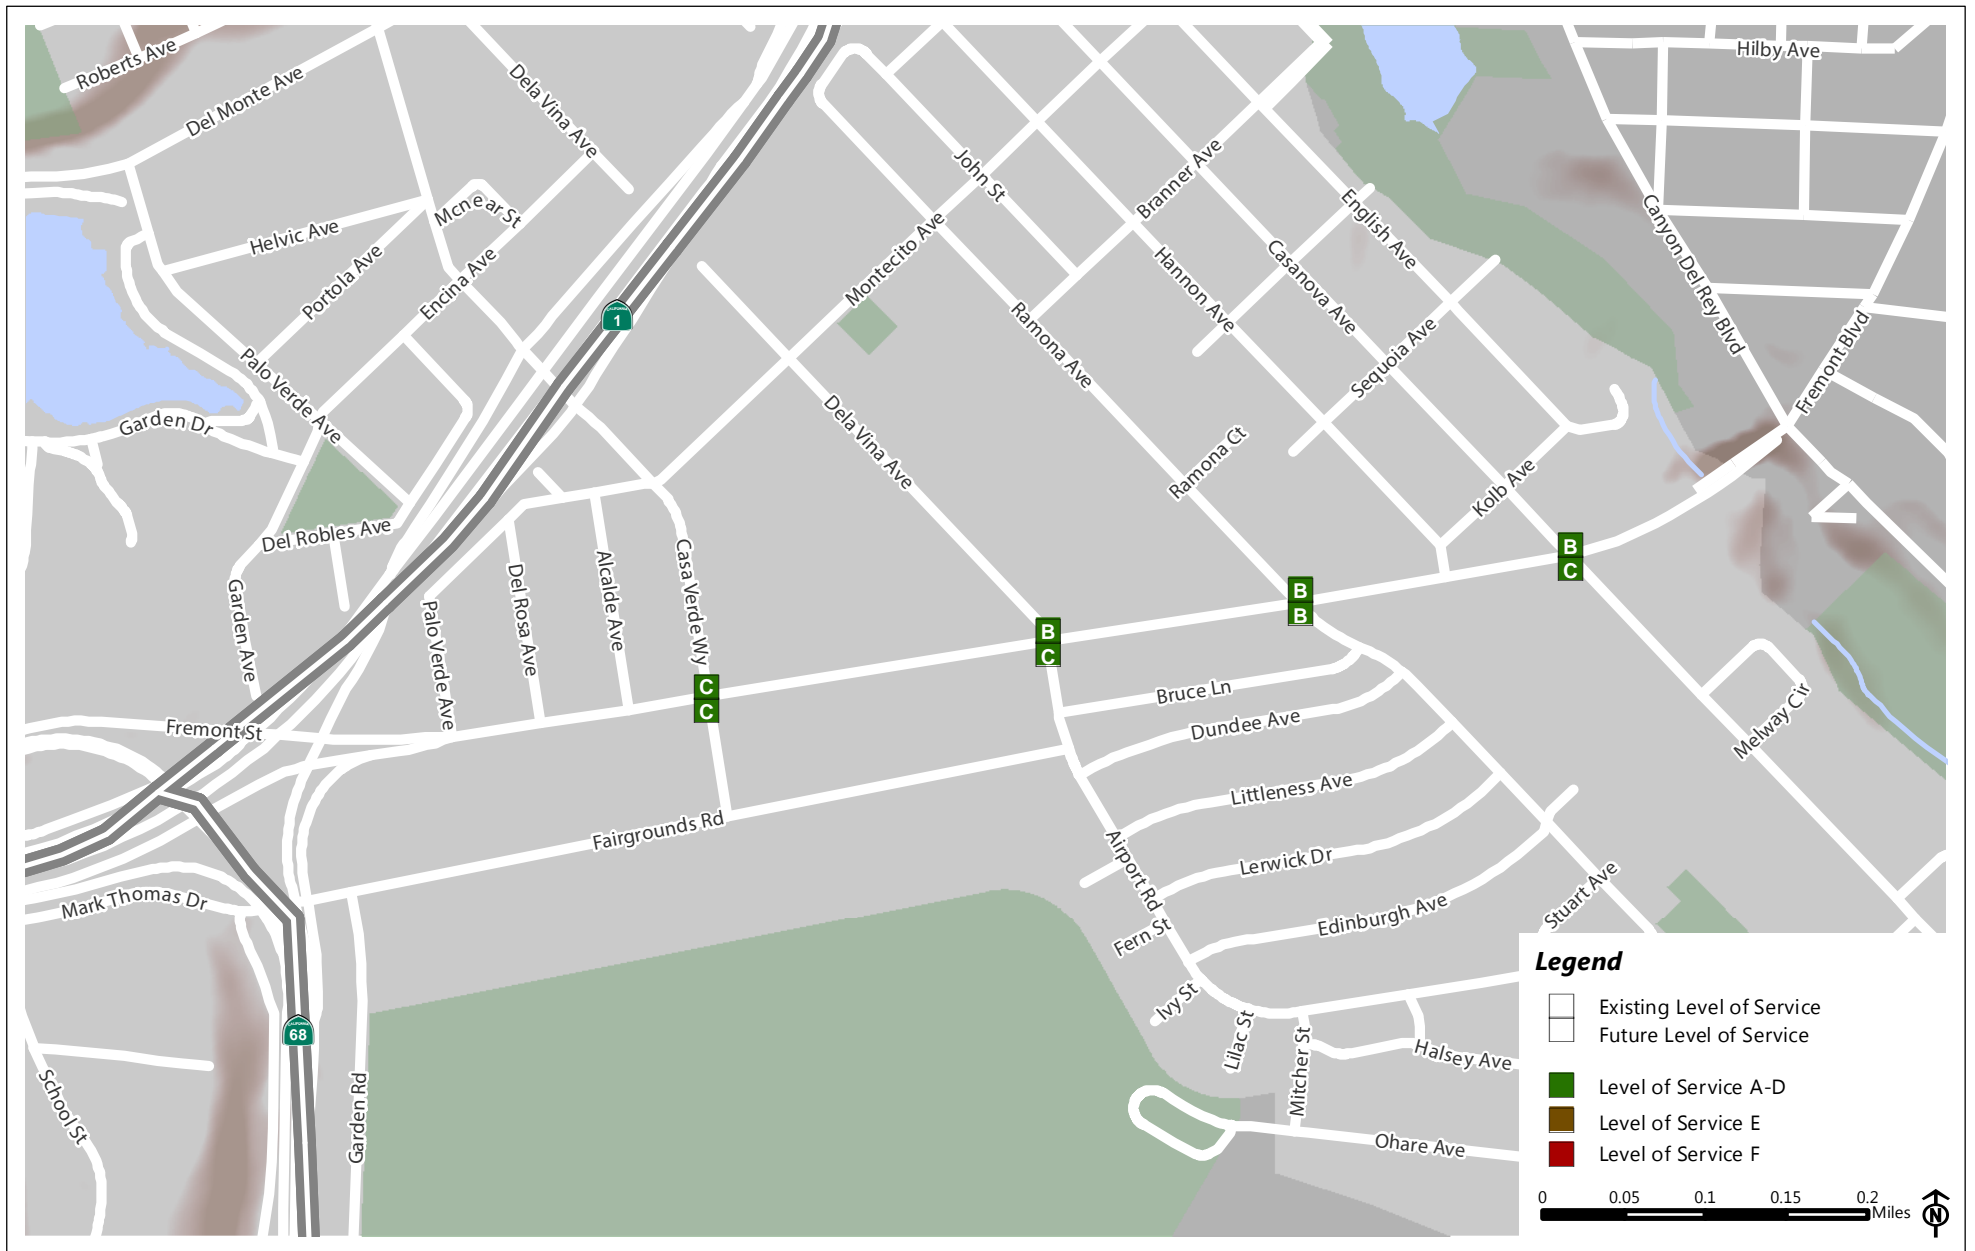 Roberts Ave
Del Monte Ave
Dela Vina Ave
Hilby Ave
John St
Branner Ave
English Ave
Canyon Del Rey Blvd
Mcnear St
Helvic Ave
Portola Ave
Encina Ave
Montecito Ave
Hannon Ave
Casanova Ave
CALIFORNIA
1
Ramona Ave
Sequoia Ave
Fremont Blvd
Palo Verde Ave
Garden Dr
Dela Vina Ave
Ramona Ct
Kolb Ave
Del Robles Ave
Garden Ave
Palo Verde Ave
Del Rosa Ave
Alcalde Ave
Casa Verde Wy
B
C
B
B
B
C
C
C
Bruce Ln
Dundee Ave
Melway Cir
Fremont St
Littleness Ave
Fairgrounds Rd
Airport Rd
Lerwick Dr
Mark Thomas Dr
Edinburgh Ave
Stuart Ave
Fern St
Ivy St
Lilac St
Mitcher St
Halsey Ave
CALIFORNIA
68
School St
Garden Rd
Ohare Ave
Legend
Existing Level of Service
Future Level of Service
Level of Service A-D
Level of Service E
Level of Service F
0 0.05 0.1 0.15 0.2
Miles
N